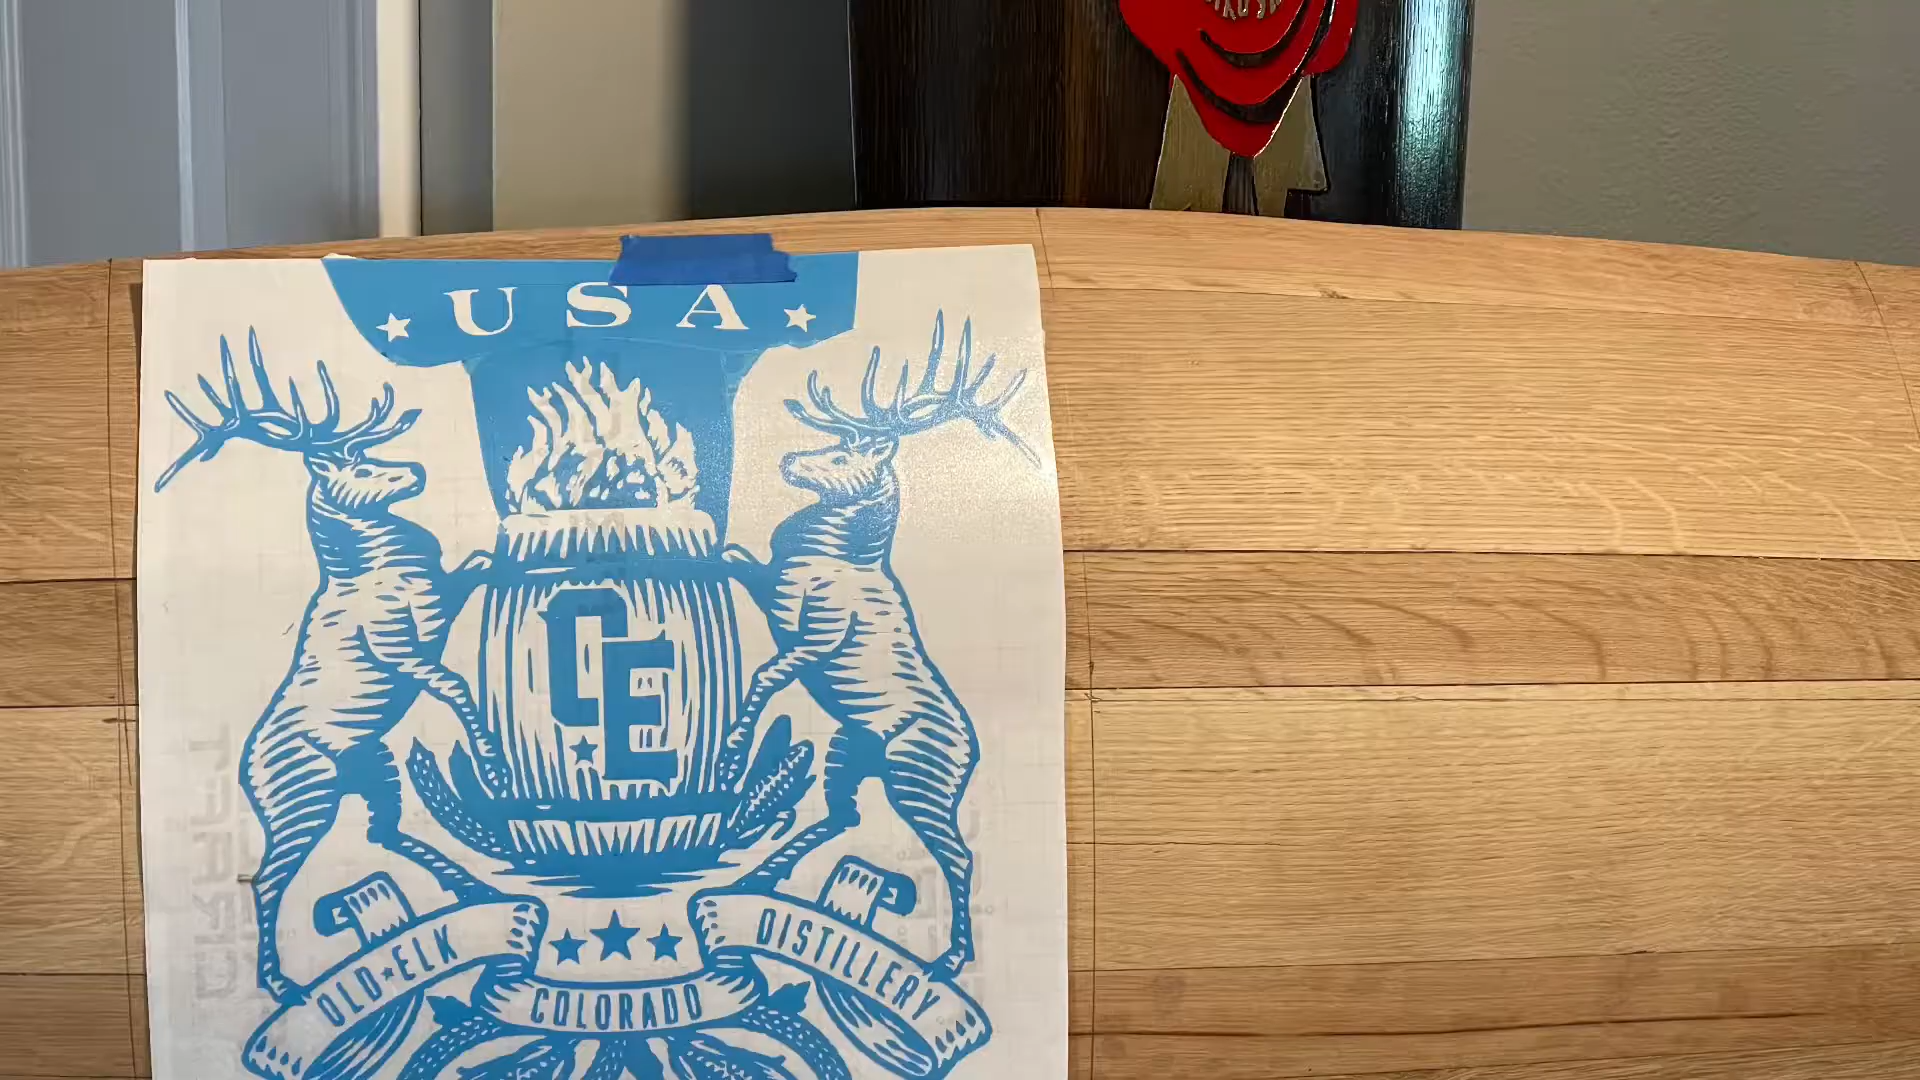 ★ USA ★
OE
OLD★ELK
DISTILLERY
COLORADO